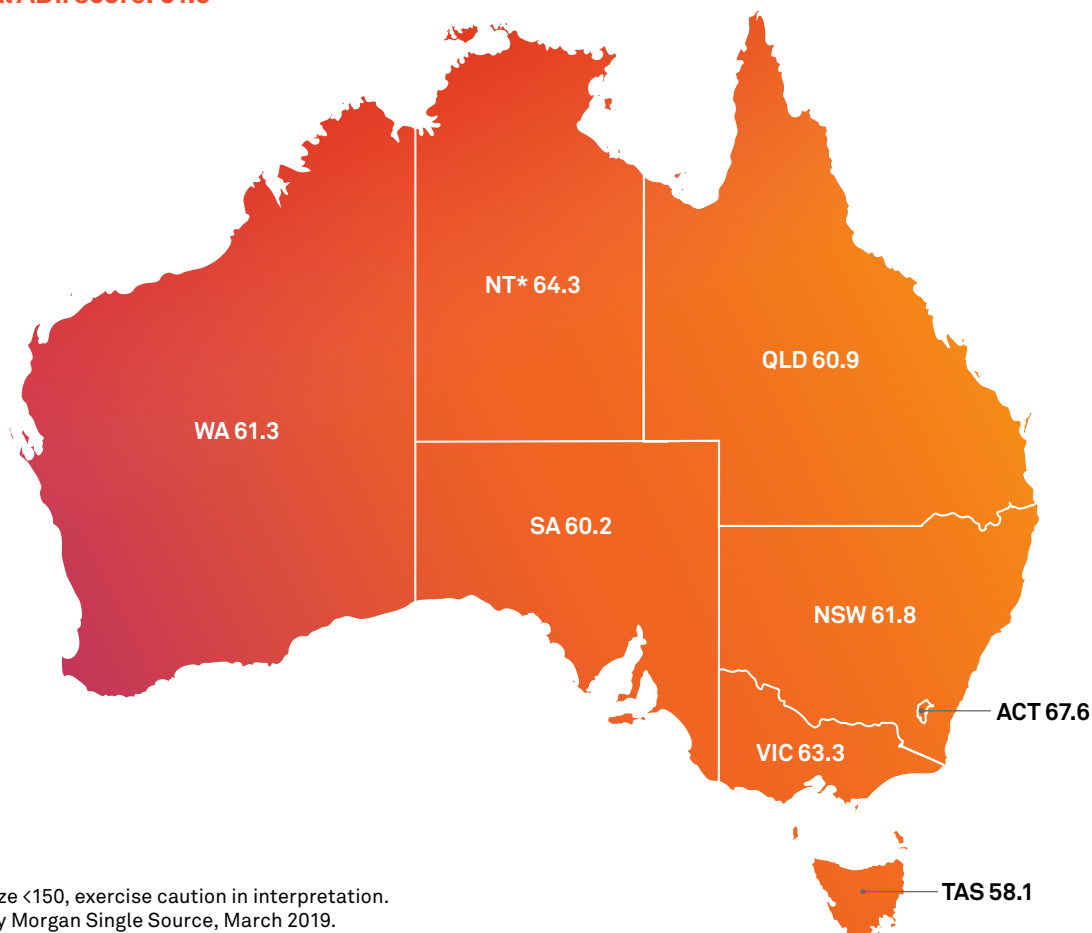 NT* 64.3
QLD 60.9
WA 61.3
SA 60.2
NSW 61.8
ACT 67.6
VIC 63.3
<150, exercise caution in interpretation.
TAS 58.1
Morgan Single Source, March 2019.